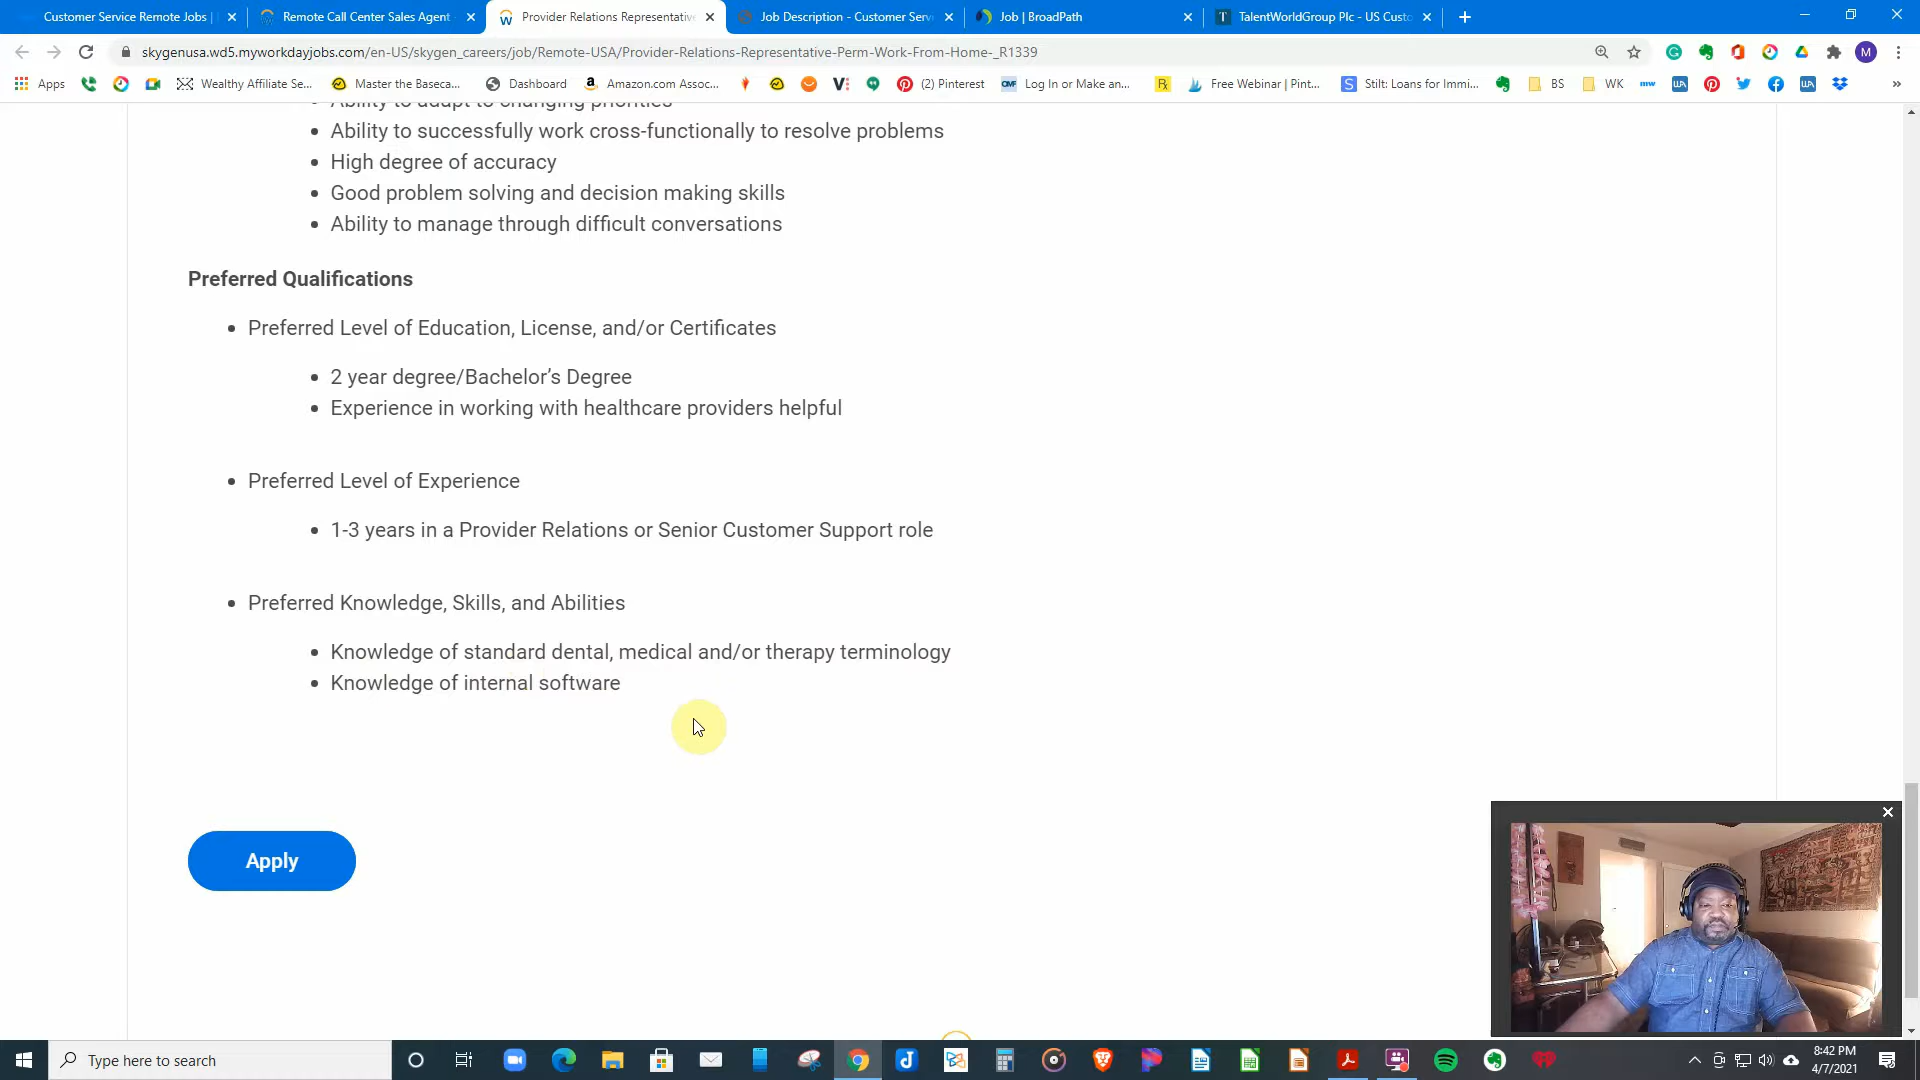 Customer Service Remote Jobs |
Remote Call Center Sales Agent
Provider Relations Representative
Job Description - Customer Serv
Job | BroadPath
TalentWorldGroup Plc - US Custo
skygenusa.wd5.myworkdayjobs.com/en-US/skygen_careers/job/Remote-USA/Provider-Relations-Representative-Perm-Work-From-Home-_R1339
M
Apps
Wealthy Affiliate Se...
Master the Baseca...
Dashboard
Amazon.com Assoc...
(2) Pinterest
Log In or Make an...
Free Webinar | Pint...
Stilt: Loans for Immi...
BS
WK
Ability to adapt to changing priorities
Ability to successfully work cross-functionally to resolve problems
High degree of accuracy
Good problem solving and decision making skills
Ability to manage through difficult conversations
Preferred Qualifications
Preferred Level of Education, License, and/or Certificates
2 year degree/Bachelor’s Degree
Experience in working with healthcare providers helpful
Preferred Level of Experience
1-3 years in a Provider Relations or Senior Customer Support role
Preferred Knowledge, Skills, and Abilities
Knowledge of standard dental, medical and/or therapy terminology
Knowledge of internal software
Apply
Type here to search
8:42 PM
4/7/2021